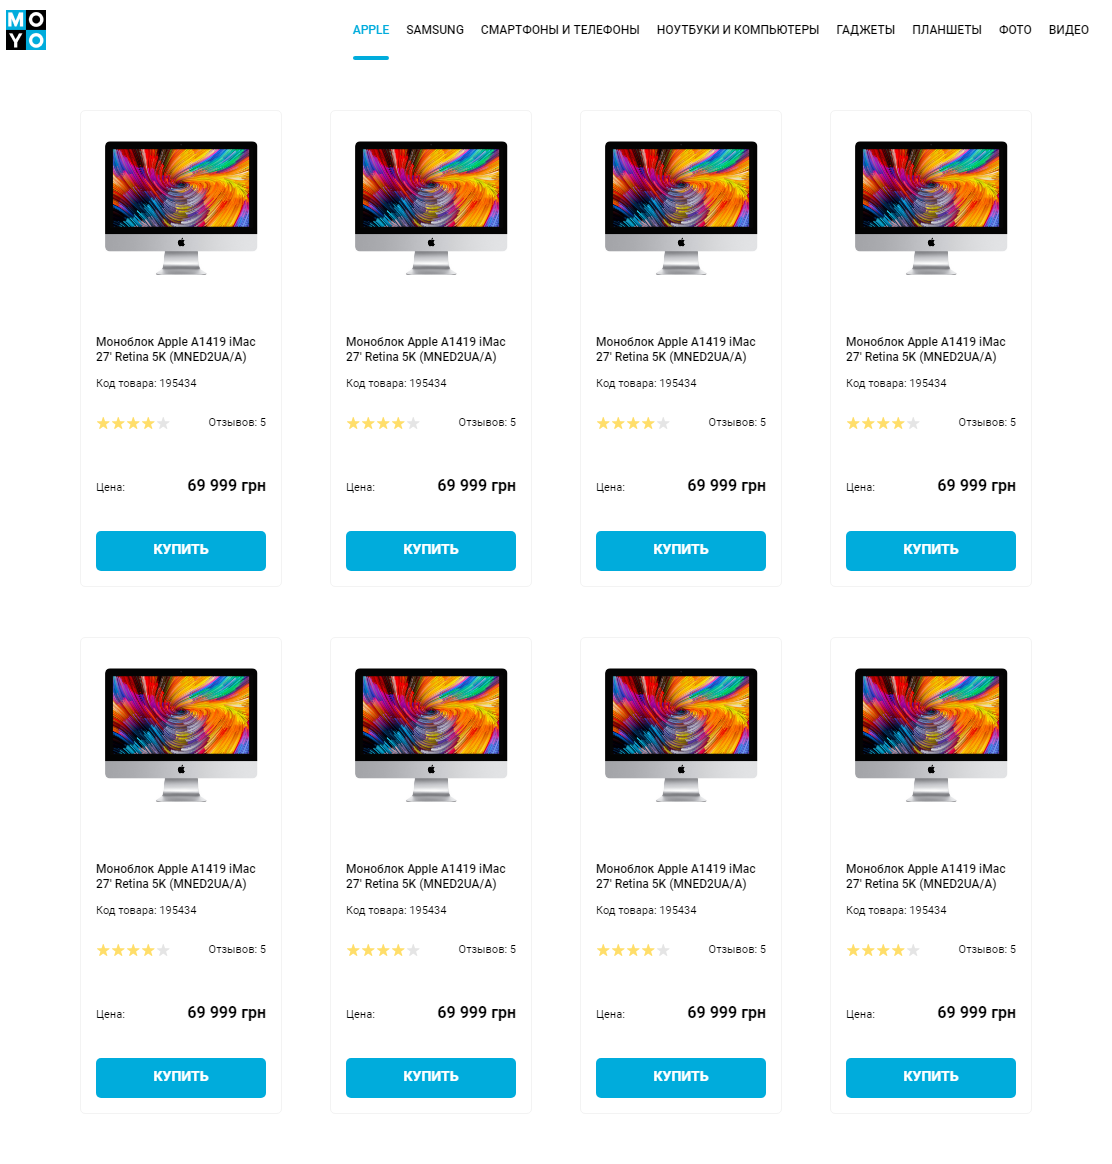 MO
YO
APPLE SAMSUNG СМАРТФОНЫ И ТЕЛЕФОНЫ НОУТБУКИ И КОМПЬЮТЕРЫ ГАДЖЕТЫ ПЛАНШЕТЫ ФОТО ВИДЕО
Моноблок Apple A1419 iMac
27' Retina 5K (MNED2UA/A)
Код товара: 195434
Отзывов: 5
Цена: 69 999 грн
КУПИТЬ
Моноблок Apple A1419 iMac
27' Retina 5K (MNED2UA/A)
Код товара: 195434
Отзывов: 5
Цена: 69 999 грн
КУПИТЬ
Моноблок Apple A1419 iMac
27' Retina 5K (MNED2UA/A)
Код товара: 195434
Отзывов: 5
Цена: 69 999 грн
КУПИТЬ
Моноблок Apple A1419 iMac
27' Retina 5K (MNED2UA/A)
Код товара: 195434
Отзывов: 5
Цена: 69 999 грн
КУПИТЬ
Моноблок Apple A1419 iMac
27' Retina 5K (MNED2UA/A)
Код товара: 195434
Отзывов: 5
Цена: 69 999 грн
КУПИТЬ
Моноблок Apple A1419 iMac
27' Retina 5K (MNED2UA/A)
Код товара: 195434
Отзывов: 5
Цена: 69 999 грн
КУПИТЬ
Моноблок Apple A1419 iMac
27' Retina 5K (MNED2UA/A)
Код товара: 195434
Отзывов: 5
Цена: 69 999 грн
КУПИТЬ
Моноблок Apple A1419 iMac
27' Retina 5K (MNED2UA/A)
Код товара: 195434
Отзывов: 5
Цена: 69 999 грн
КУПИТЬ